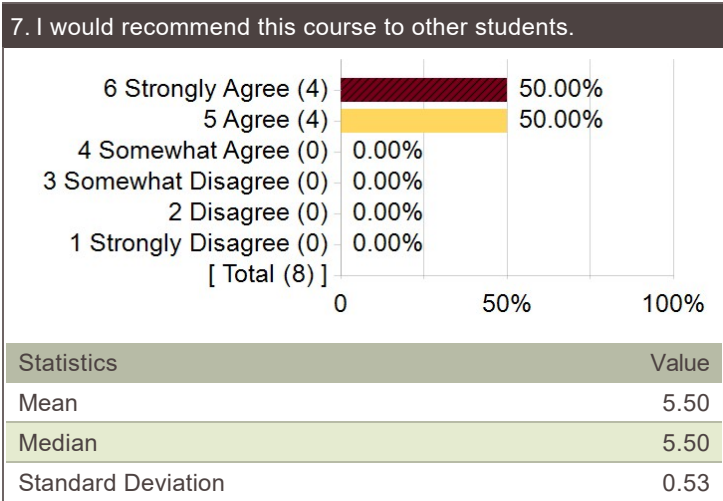 7. I would recommend this course to other students.
6 Strongly Agree (4) 50.00%
5 Agree (4) 50.00%
4 Somewhat Agree (0) 0.00%
3 Somewhat Disagree (0) 0.00%
2 Disagree (0) 0.00%
1 Strongly Disagree (0) 0.00%
[ Total (8) ]
0 50% 100%
Statistics Value
Mean 5.50
Median 5.50
Standard Deviation 0.53